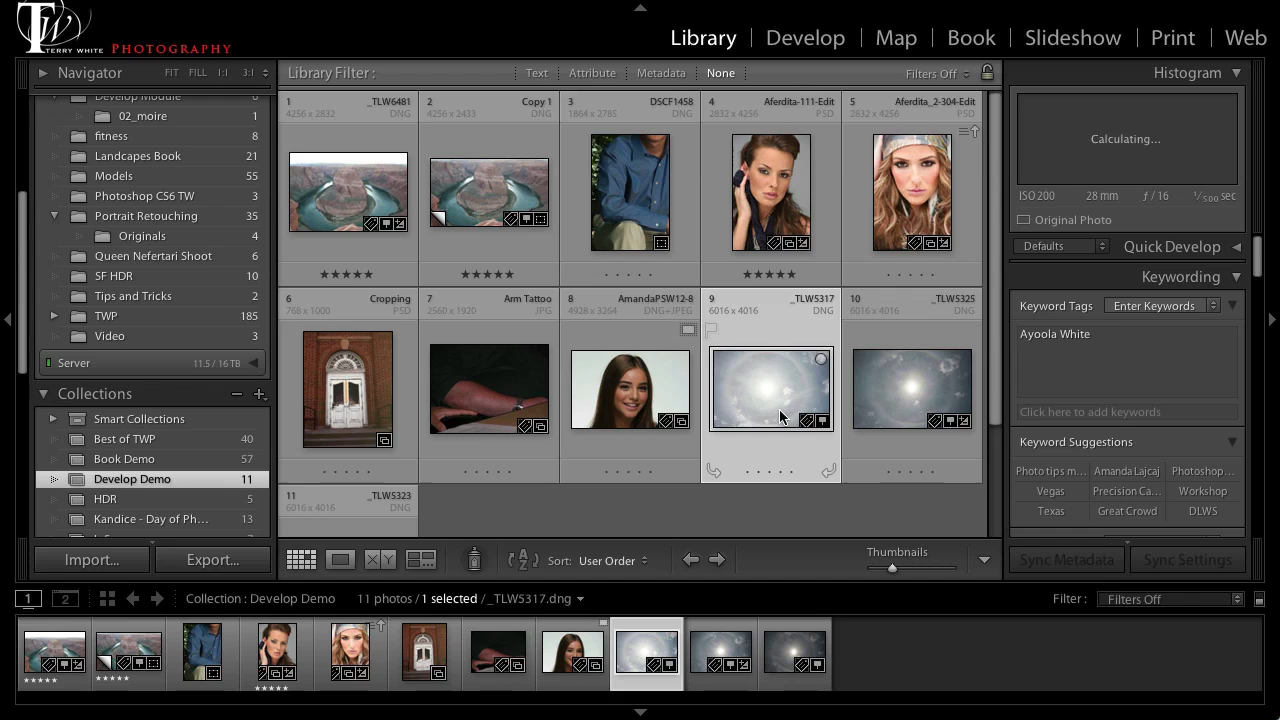 TW
TERRY WHITE
PHOTOGRAPHY
Library | Develop | Map | Book | Slideshow | Print | Web
Navigator FIT FILL 1:1 3:1
Develop Module 6
02_moire 1
fitness 8
Landscapes Book 21
Models 55
Photoshop CS6 TW 3
Portrait Retouching 35
Originals 4
Queen Nefertari Shoot 6
SF HDR 10
Tips and Tricks 2
TWP 185
Video 3
Server 11.5 / 16 TB
Collections
Smart Collections
Best of TWP 40
Book Demo 57
Develop Demo 11
HDR 5
Kandice - Day of Ph... 13
Import... Export...
Library Filter : Text Attribute Metadata None Filters Off
1 _TLW6481
4256 x 2832 DNG
2 Copy 1
4256 x 2433 DNG
3 DSCF1458
1864 x 2785 DNG
4 Aferdita-111-Edit
2832 x 4256 PSD
5 Aferdita_2-304-Edit
2832 x 4256 PSD
6 Cropping
768 x 1000 PSD
7 Arm Tattoo
2560 x 1920 JPG
8 AmandaPSW12-8
4928 x 3264 DNG+JPEG
9 _TLW5317
6016 x 4016 DNG
10 _TLW5325
6016 x 4016 DNG
11 _TLW5323
6016 x 4016 DNG
XY Sort: User Order Thumbnails
Histogram
Calculating...
ISO 200 28 mm f / 16 1/500 sec
Original Photo
Defaults Quick Develop
Keywording
Keyword Tags Enter Keywords
Ayoola White
Click here to add keywords
Keyword Suggestions
Photo tips m... Amanda Lajcaj Photoshop...
Vegas Precision Ca... Workshop
Texas Great Crowd DLWS
Sync Metadata Sync Settings
1 2 Collection : Develop Demo 11 photos / 1 selected / _TLW5317.dng Filter : Filters Off